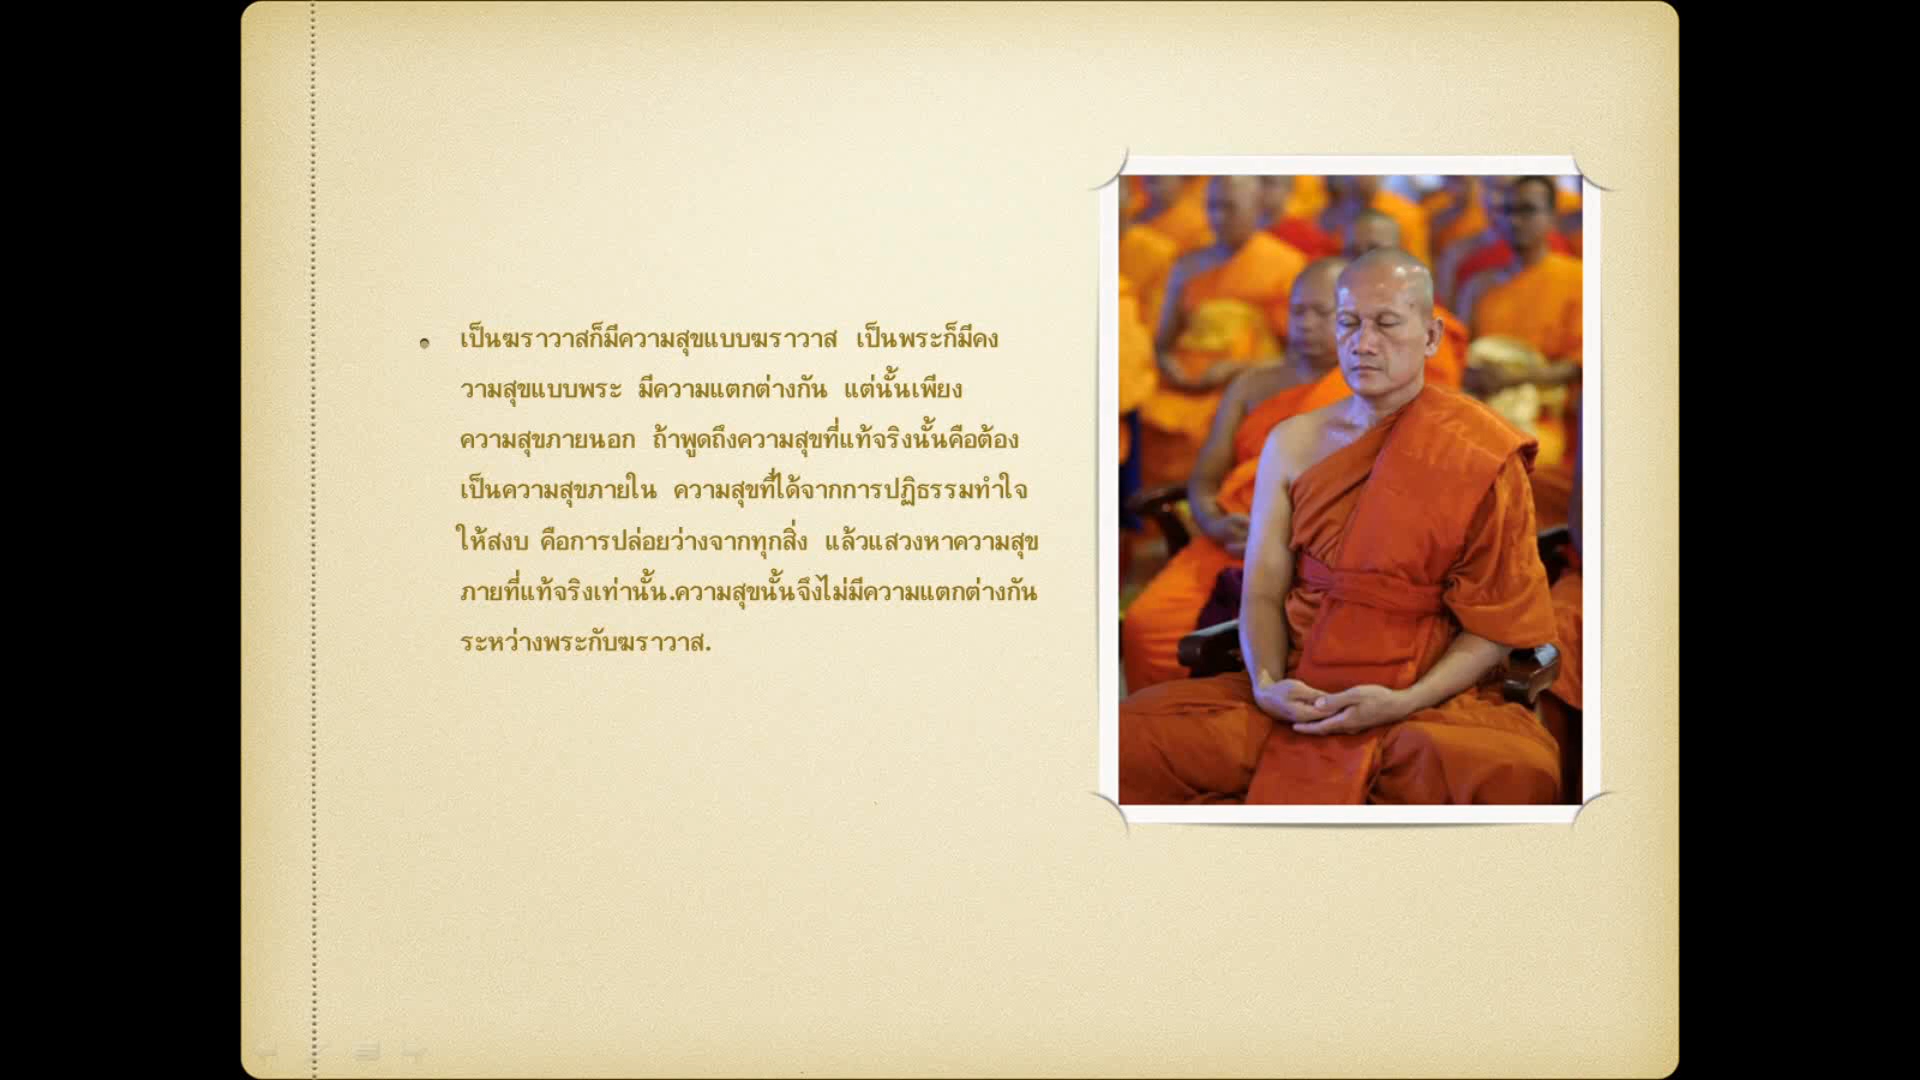 เป็นฆราวาสก็มีความสุขแบบฆราวาส เป็นพระก็มีคง
วามสุขแบบพระ มีความแตกต่างกัน แต่นั้นเพียง
ความสุขภายนอก ถ้าพูดถึงความสุขที่แท้จริงนั้นคือต้อง
เป็นความสุขภายใน ความสุขที่ได้จากการปฏิธรรมทำใจ
ให้สงบ คือการปล่อยว่างจากทุกสิ่ง แล้วแสวงหาความสุข
ภายที่แท้จริงเท่านั้น.ความสุขนั้นจึงไม่มีความแตกต่างกัน
ระหว่างพระกับฆราวาส.